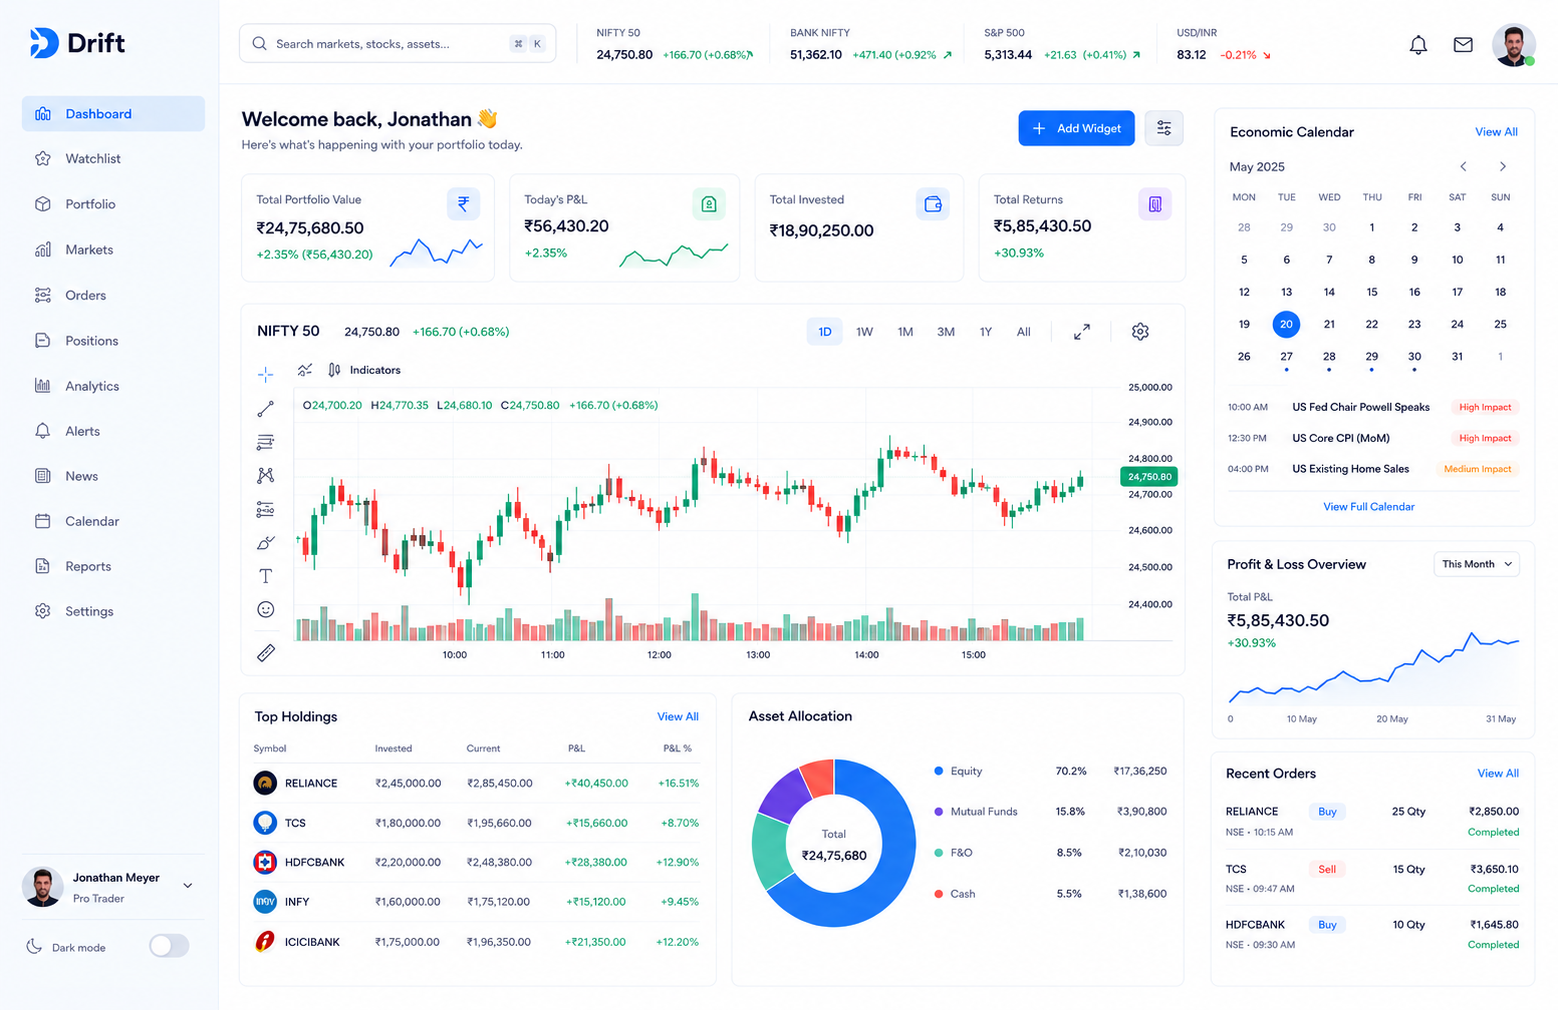 Drift
Dashboard
Watchlist
Portfolio
Markets
Orders
Positions
Analytics
Alerts
News
Calendar
Reports
Settings
Jonathan Meyer
Pro Trader
Dark mode
Search markets, stocks, assets... ⌘ K
NIFTY 50
24,750.80 +166.70 (+0.68%)
BANK NIFTY
51,362.10 +471.40 (+0.92%
S&P 500
5,313.44 +21.63 (+0.41%)
USD/INR
83.12 -0.21%
Welcome back, Jonathan 👋
Here's what's happening with your portfolio today.
+ Add Widget
Total Portfolio Value
₹
₹24,75,680.50
+2.35% (₹56,430.20)
Today's P&L
₹56,430.20
+2.35%
Total Invested
₹18,90,250.00
Total Returns
₹5,85,430.50
+30.93%
NIFTY 50 24,750.80 +166.70 (+0.68%)
1D 1W 1M 3M 1Y All
Indicators
O24,700.20 H24,770.35 L24,680.10 C24,750.80 +166.70 (+0.68%)
T
25,000.00
24,900.00
24,800.00
24,750.80
24,700.00
24,600.00
24,500.00
24,400.00
10:00 11:00 12:00 13:00 14:00 15:00
Top Holdings View All
Symbol Invested Current P&L P&L %
RELIANCE ₹2,45,000.00 ₹2,85,450.00 +₹40,450.00 +16.51%
TCS ₹1,80,000.00 ₹1,95,660.00 +₹15,660.00 +8.70%
HDFCBANK ₹2,20,000.00 ₹2,48,380.00 +₹28,380.00 +12.90%
INFY ₹1,60,000.00 ₹1,75,120.00 +₹15,120.00 +9.45%
ICICIBANK ₹1,75,000.00 ₹1,96,350.00 +₹21,350.00 +12.20%
Asset Allocation
Total
₹24,75,680
Equity 70.2% ₹17,36,250
Mutual Funds 15.8% ₹3,90,800
F&O 8.5% ₹2,10,030
Cash 5.5% ₹1,38,600
Economic Calendar View All
May 2025
MON TUE WED THU FRI SAT SUN
28 29 30 1 2 3 4
5 6 7 8 9 10 11
12 13 14 15 16 17 18
19 20 21 22 23 24 25
26 27 28 29 30 31 1
10:00 AM US Fed Chair Powell Speaks High Impact
12:30 PM US Core CPI (MoM) High Impact
04:00 PM US Existing Home Sales Medium Impact
View Full Calendar
Profit & Loss Overview This Month
Total P&L
₹5,85,430.50
+30.93%
0 10 May 20 May 31 May
Recent Orders View All
RELIANCE Buy 25 Qty ₹2,850.00
NSE • 10:15 AM Completed
TCS Sell 15 Qty ₹3,650.10
NSE • 09:47 AM Completed
HDFCBANK Buy 10 Qty ₹1,645.80
NSE • 09:30 AM Completed